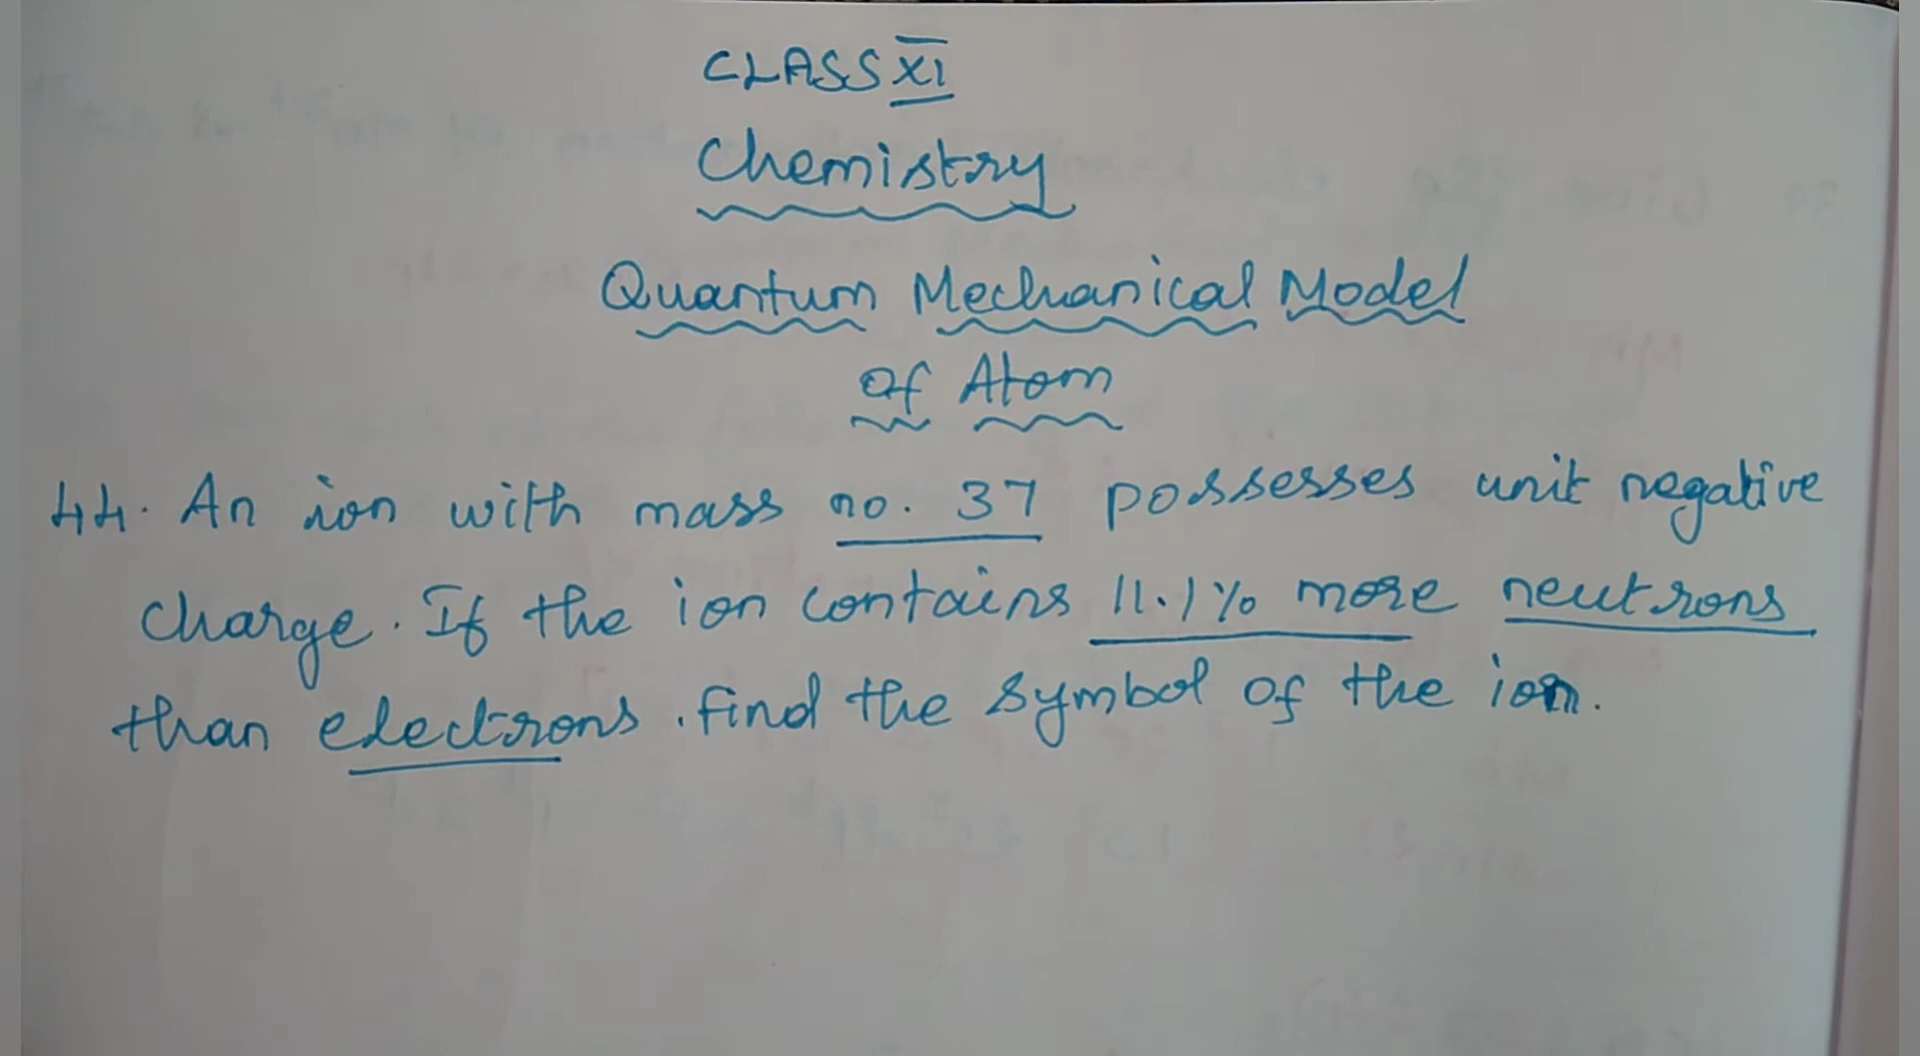 CLASS XI
Chemistry
Quantum Mechanical Model
of Atom
44. An ion with mass no. 37 possesses unit negative
charge. If the ion contains 11.1% more neutrons
than electrons. find the symbol of the ion.